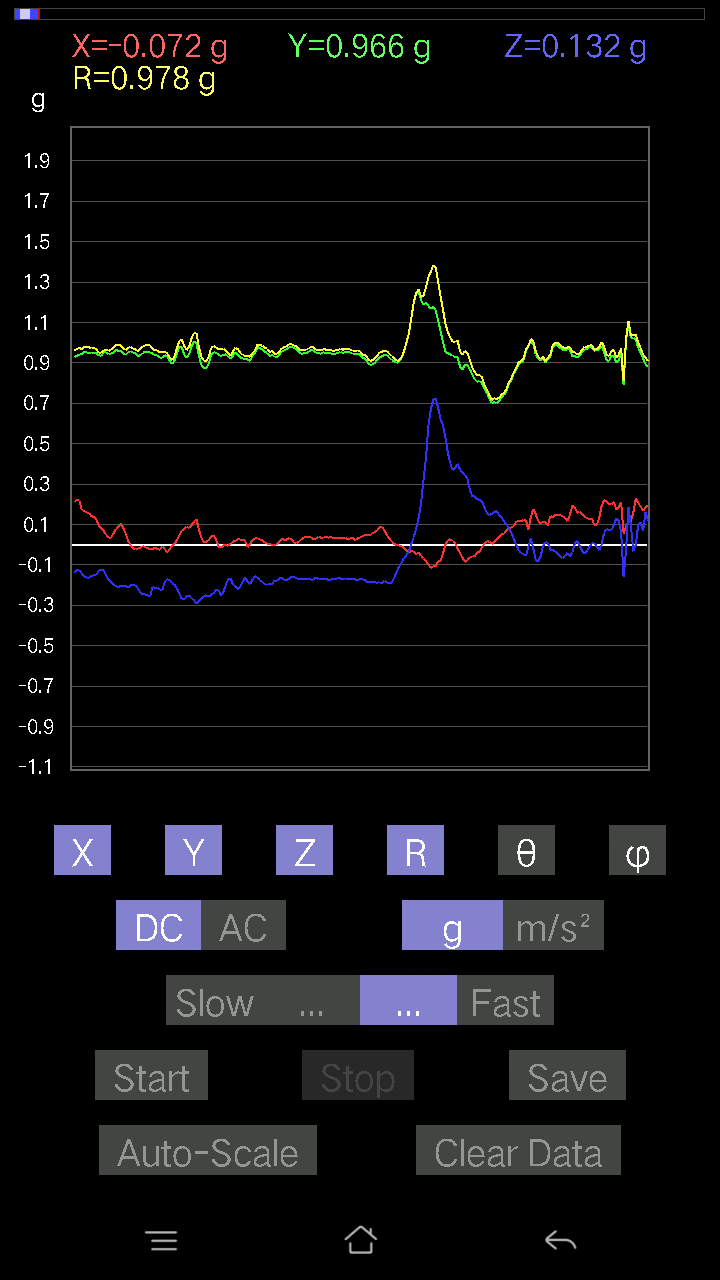 X=-0.072 g Y=0.966 g Z=0.132 g
R=0.978 g
g
1.9
1.7
1.5
1.3
1.1
0.9
0.7
0.5
0.3
0.1
-0.1
-0.3
-0.5
-0.7
-0.9
-1.1
X Y Z R θ φ
DC AC g m/s²
Slow ... ... Fast
Start Stop Save
Auto-Scale Clear Data